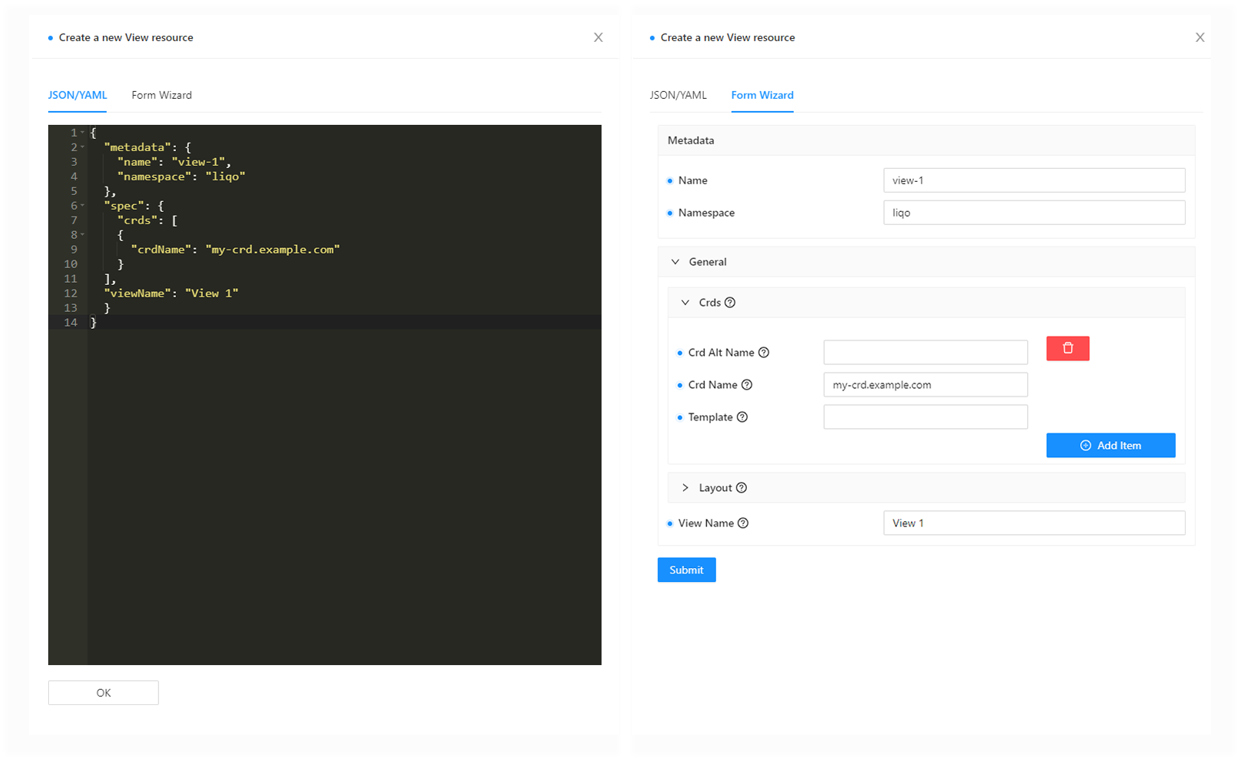 Create a new View resource
JSON/YAML Form Wizard
1 {
2 "metadata": {
3 "name": "view-1",
4 "namespace": "liqo"
5 },
6 "spec": {
7 "crds": [
8 {
9 "crdName": "my-crd.example.com"
10 }
11 ],
12 "viewName": "View 1"
13 }
14 }
OK
Create a new View resource
JSON/YAML Form Wizard
Metadata
Name view-1
Namespace liqo
General
Crds
Crd Alt Name
Crd Name my-crd.example.com
Template
Add Item
Layout
View Name View 1
Submit